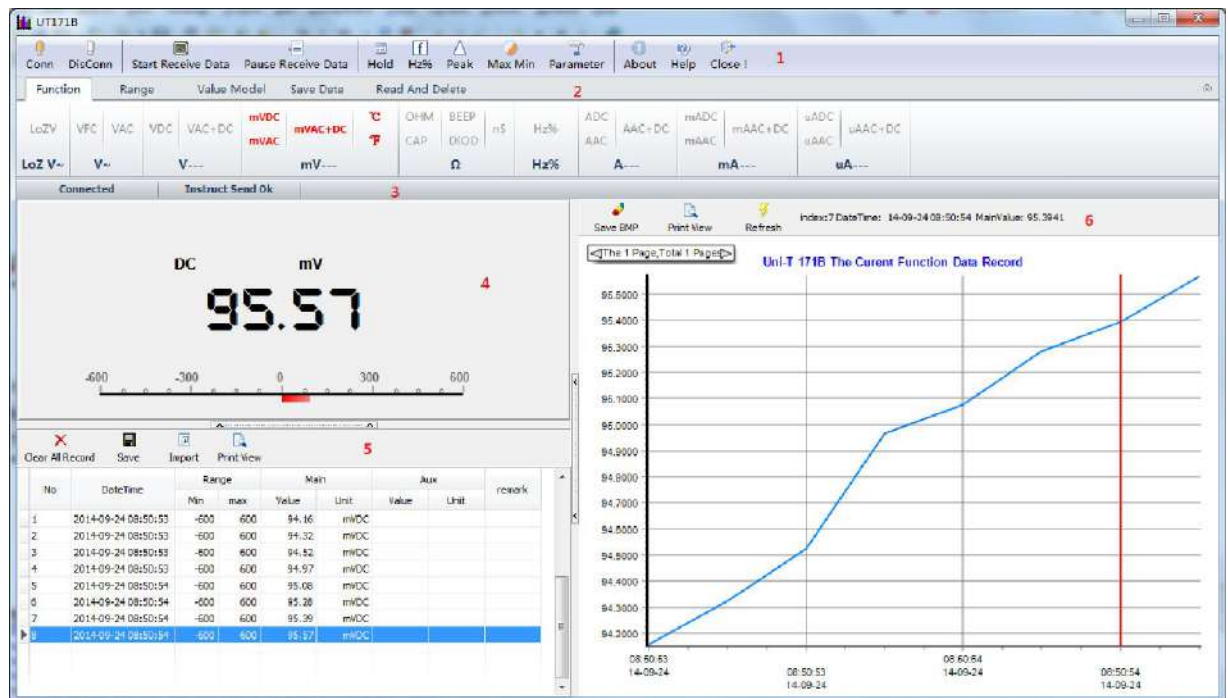 UT171B
Conn DisConn Start Receive Data Pause Receive Data Hold Hz% Peak Max Min Parameter About Help Close ! 1
Function Range Value Model Save Data Read And Delete 2
mVDC ℃ OHM BEEP ADC mADC uADC
LoZV VFC VAC VDC VAC+DC mVAC+DC nS Hz% AAC+DC mAAC+DC uAAC+DC
mVAC ℉ CAP DIOD AAC mAAC uAAC
LoZ V~ V~ V--- mV--- Ω Hz% A--- mA--- uA---
Connected Instruct Send Ok 3
Save BMP Print View Refresh index:7 DateTime: 14-09-24 08:50:54 MainValue: 95.3941 6
The 1 Page,Total 1 Pages
Uni-T 171B The Curent Function Data Record
DC mV
95.57
4
-600 -300 0 300 600
Clear All Record Save Import Print View 5
No DateTime Range Main Aux remark
Min max Value Unit Value Unit
1 2014-09-24 08:50:53 -600 600 94.16 mVDC
2 2014-09-24 08:50:53 -600 600 94.32 mVDC
3 2014-09-24 08:50:53 -600 600 94.52 mVDC
4 2014-09-24 08:50:53 -600 600 94.97 mVDC
5 2014-09-24 08:50:54 -600 600 95.08 mVDC
6 2014-09-24 08:50:54 -600 600 95.28 mVDC
7 2014-09-24 08:50:54 -600 600 95.39 mVDC
8 2014-09-24 08:50:54 -600 600 95.57 mVDC
95.5000
95.4000
95.3000
95.2000
95.1000
95.0000
94.9000
94.8000
94.7000
94.6000
94.5000
94.4000
94.3000
94.2000
08:50:53
14-09-24
08:50:53
14-09-24
08:50:54
14-09-24
08:50:54
14-09-24